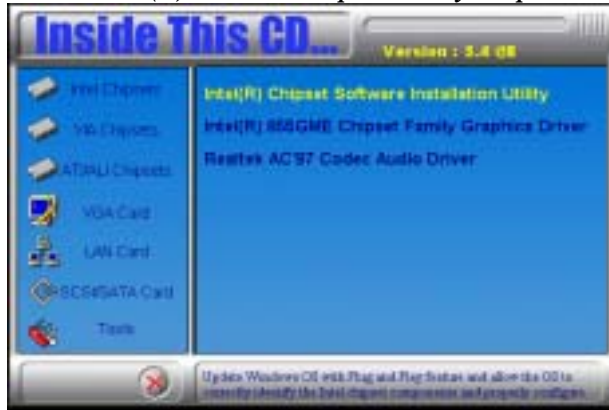 Inside This CD...
Version : 5.4 dB
Intel Chipsets
VIA Chipsets
ATI/ALI Chipsets
VGA Card
LAN Card
SCSI/SATA Card
Tools
Intel(R) Chipset Software Installation Utility
Intel(R) 855GME Chipset Family Graphics Driver
Realtek AC'97 Codec Audio Driver
Update Windows OS with Plug and Play feature and allow the OS to
correctly identify the Intel chipset components and properly configure